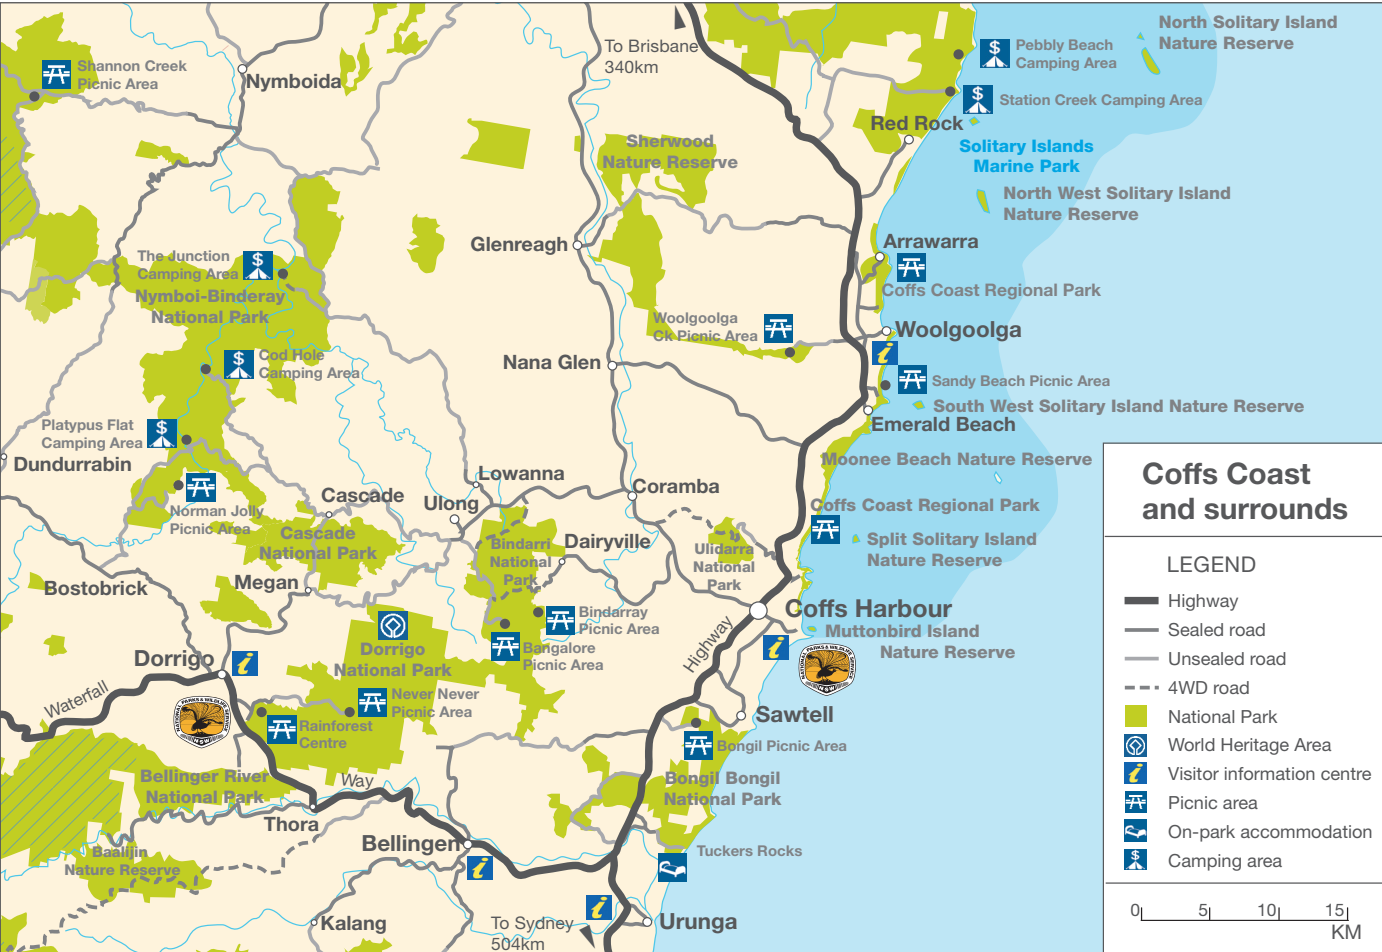 North Solitary Island
Nature Reserve
To Brisbane
340km
Pebbly Beach
Camping Area
Shannon Creek
Picnic Area
Nymboida
$
$
Station Creek Camping Area
Red Rock
Sherwood
Nature Reserve
Solitary Islands
Marine Park
North West Solitary Island
Nature Reserve
Glenreagh
Arrawarra
The Junction
Camping Area
$
Coffs Coast Regional Park
Nymboi-Binderay
National Park
Woolgoolga
Ck Picnic Area
Woolgoolga
i
Nana Glen
Cod Hole
Camping Area
$
Sandy Beach Picnic Area
South West Solitary Island Nature Reserve
Emerald Beach
Platypus Flat
Camping Area
$
Moonee Beach Nature Reserve
Dundurrabin
Lowanna
Coramba
Cascade
Ulong
Coffs Coast Regional Park
Norman Jolly
Picnic Area
Cascade
National Park
Bindarri
National
Park
Dairyville
Ulidarra
National
Park
Split Solitary Island
Nature Reserve
Bostobrick
Megan
Coffs Harbour
Bindarray
Picnic Area
Muttonbird Island
Nature Reserve
Highway
i
Dorrigo
National Park
Bangalore
Picnic Area
Dorrigo
i
NATIONAL PARKS & WILDLIFE SERVICE
NSW
Waterfall
Never Never
Picnic Area
NATIONAL PARKS & WILDLIFE SERVICE
NSW
Rainforest
Centre
Sawtell
Bongil Picnic Area
Bellinger River
National Park
Way
Bongil Bongil
National Park
Thora
Bellingen
i
Baalijin
Nature Reserve
Tuckers Rocks
Kalang
To Sydney
504km
i
Urunga
Coffs Coast
and surrounds
LEGEND
Highway
Sealed road
Unsealed road
4WD road
National Park
World Heritage Area
i Visitor information centre
Picnic area
On-park accommodation
$ Camping area
0 5 10 15
KM